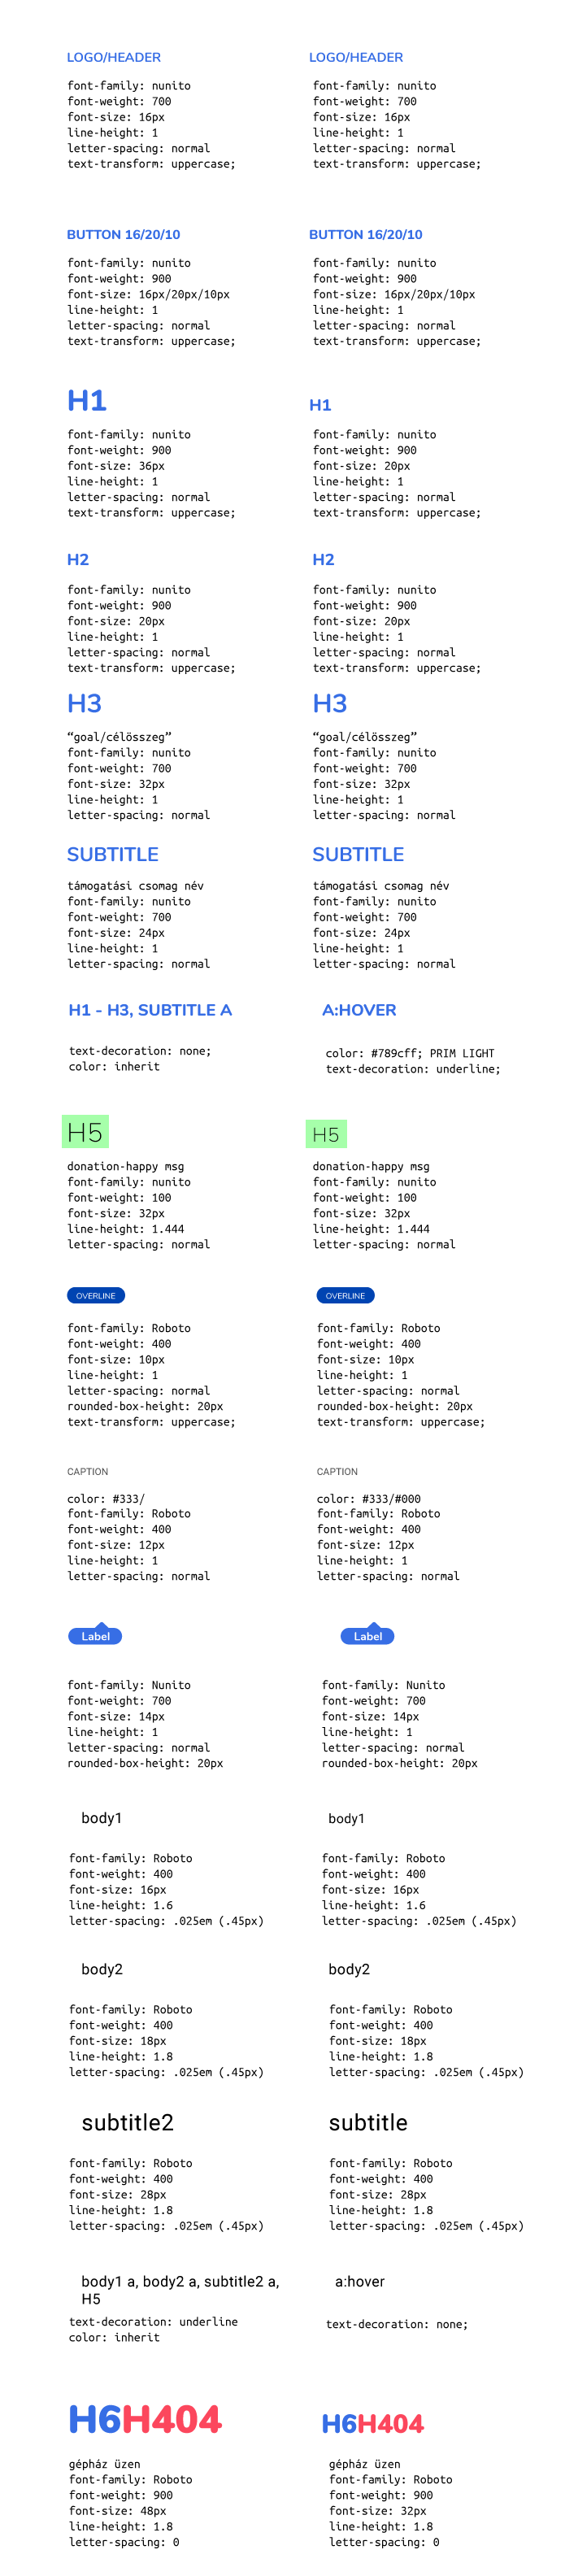 LOGO/HEADER
font-family: nunito
font-weight: 700
font-size: 16px
line-height: 1
letter-spacing: normal
text-transform: uppercase;
LOGO/HEADER
font-family: nunito
font-weight: 700
font-size: 16px
line-height: 1
letter-spacing: normal
text-transform: uppercase;
BUTTON 16/20/10
font-family: nunito
font-weight: 900
font-size: 16px/20px/10px
line-height: 1
letter-spacing: normal
text-transform: uppercase;
BUTTON 16/20/10
font-family: nunito
font-weight: 900
font-size: 16px/20px/10px
line-height: 1
letter-spacing: normal
text-transform: uppercase;
H1
font-family: nunito
font-weight: 900
font-size: 36px
line-height: 1
letter-spacing: normal
text-transform: uppercase;
H1
font-family: nunito
font-weight: 900
font-size: 20px
line-height: 1
letter-spacing: normal
text-transform: uppercase;
H2
font-family: nunito
font-weight: 900
font-size: 20px
line-height: 1
letter-spacing: normal
text-transform: uppercase;
H2
font-family: nunito
font-weight: 900
font-size: 20px
line-height: 1
letter-spacing: normal
text-transform: uppercase;
H3
“goal/célösszeg”
font-family: nunito
font-weight: 700
font-size: 32px
line-height: 1
letter-spacing: normal
H3
“goal/célösszeg”
font-family: nunito
font-weight: 700
font-size: 32px
line-height: 1
letter-spacing: normal
SUBTITLE
támogatási csomag név
font-family: nunito
font-weight: 700
font-size: 24px
line-height: 1
letter-spacing: normal
SUBTITLE
támogatási csomag név
font-family: nunito
font-weight: 700
font-size: 24px
line-height: 1
letter-spacing: normal
H1 - H3, SUBTITLE A
text-decoration: none;
color: inherit
A:HOVER
color: #789cff; PRIM LIGHT
text-decoration: underline;
H5
donation-happy msg
font-family: nunito
font-weight: 100
font-size: 32px
line-height: 1.444
letter-spacing: normal
H5
donation-happy msg
font-family: nunito
font-weight: 100
font-size: 32px
line-height: 1.444
letter-spacing: normal
OVERLINE
font-family: Roboto
font-weight: 400
font-size: 10px
line-height: 1
letter-spacing: normal
rounded-box-height: 20px
text-transform: uppercase;
OVERLINE
font-family: Roboto
font-weight: 400
font-size: 10px
line-height: 1
letter-spacing: normal
rounded-box-height: 20px
text-transform: uppercase;
CAPTION
color: #333/
font-family: Roboto
font-weight: 400
font-size: 12px
line-height: 1
letter-spacing: normal
CAPTION
color: #333/#000
font-family: Roboto
font-weight: 400
font-size: 12px
line-height: 1
letter-spacing: normal
Label
font-family: Nunito
font-weight: 700
font-size: 14px
line-height: 1
letter-spacing: normal
rounded-box-height: 20px
Label
font-family: Nunito
font-weight: 700
font-size: 14px
line-height: 1
letter-spacing: normal
rounded-box-height: 20px
body1
font-family: Roboto
font-weight: 400
font-size: 16px
line-height: 1.6
letter-spacing: .025em (.45px)
body1
font-family: Roboto
font-weight: 400
font-size: 16px
line-height: 1.6
letter-spacing: .025em (.45px)
body2
font-family: Roboto
font-weight: 400
font-size: 18px
line-height: 1.8
letter-spacing: .025em (.45px)
body2
font-family: Roboto
font-weight: 400
font-size: 18px
line-height: 1.8
letter-spacing: .025em (.45px)
subtitle2
font-family: Roboto
font-weight: 400
font-size: 28px
line-height: 1.8
letter-spacing: .025em (.45px)
subtitle
font-family: Roboto
font-weight: 400
font-size: 28px
line-height: 1.8
letter-spacing: .025em (.45px)
body1 a, body2 a, subtitle2 a,
H5
text-decoration: underline
color: inherit
a:hover
text-decoration: none;
H6H404
gépház üzen
font-family: Roboto
font-weight: 900
font-size: 48px
line-height: 1.8
letter-spacing: 0
H6H404
gépház üzen
font-family: Roboto
font-weight: 900
font-size: 32px
line-height: 1.8
letter-spacing: 0